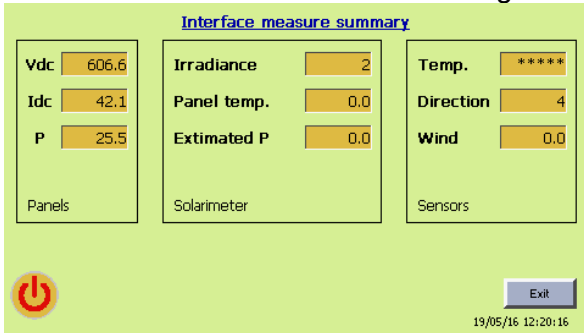 Interface measure summary
Vdc 606.6
Idc 42.1
P 25.5
Panels
Irradiance 2
Panel temp. 0.0
Extimated P 0.0
Solarimeter
Temp. *****
Direction 4
Wind 0.0
Sensors
Exit
19/05/16 12:20:16